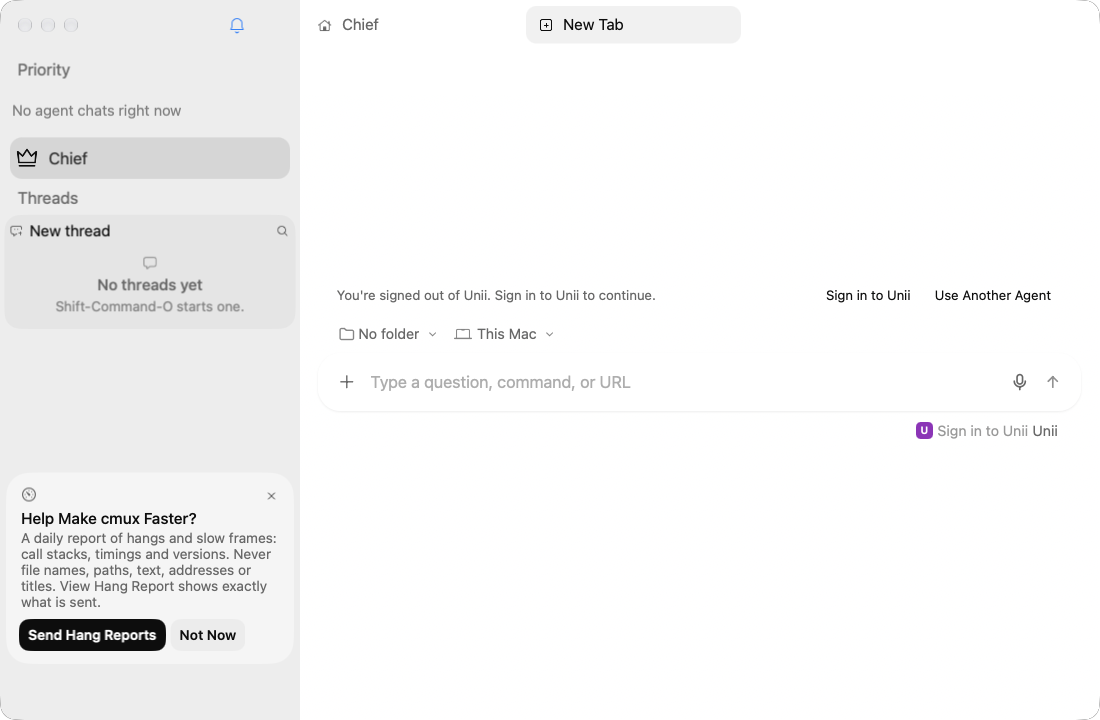 Priority
No agent chats right now
Chief
Threads
New thread
No threads yet
Shift-Command-O starts one.
Help Make cmux Faster?
A daily report of hangs and slow frames:
call stacks, timings and versions. Never
file names, paths, text, addresses or
titles. View Hang Report shows exactly
what is sent.
Send Hang Reports Not Now
Chief New Tab
You're signed out of Unii. Sign in to Unii to continue. Sign in to Unii Use Another Agent
No folder This Mac
Type a question, command, or URL
U Sign in to Unii Unii